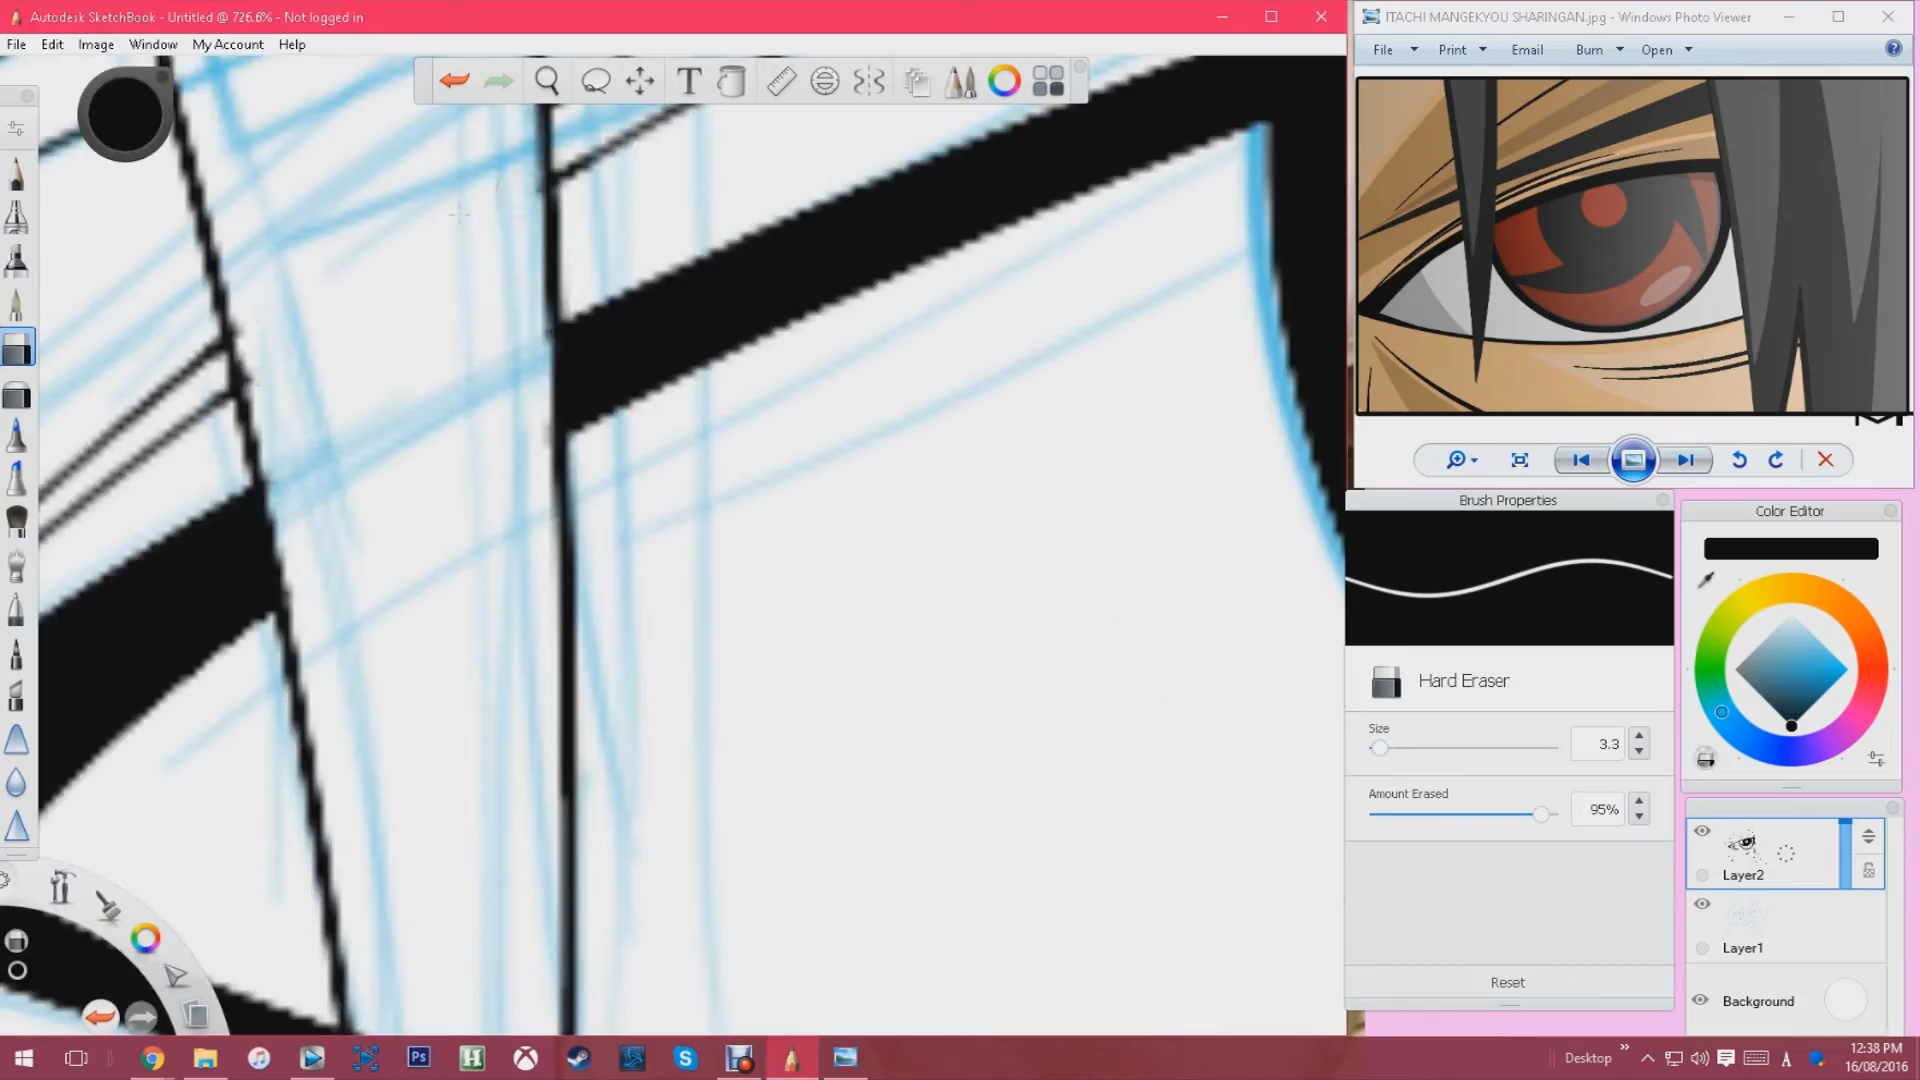 Autodesk SketchBook - Untitled @ 726.6% - Not logged in
File Edit Image Window My Account Help
T
ITACHI MANGEKYOU SHARINGAN.jpg - Windows Photo Viewer
File Print Email Burn Open
Brush Properties
Hard Eraser
Size
3.3
Amount Erased
95%
Reset
Color Editor
Layer2
Layer1
Background
Ps
H
S
Desktop
12:38 PM
16/08/2016